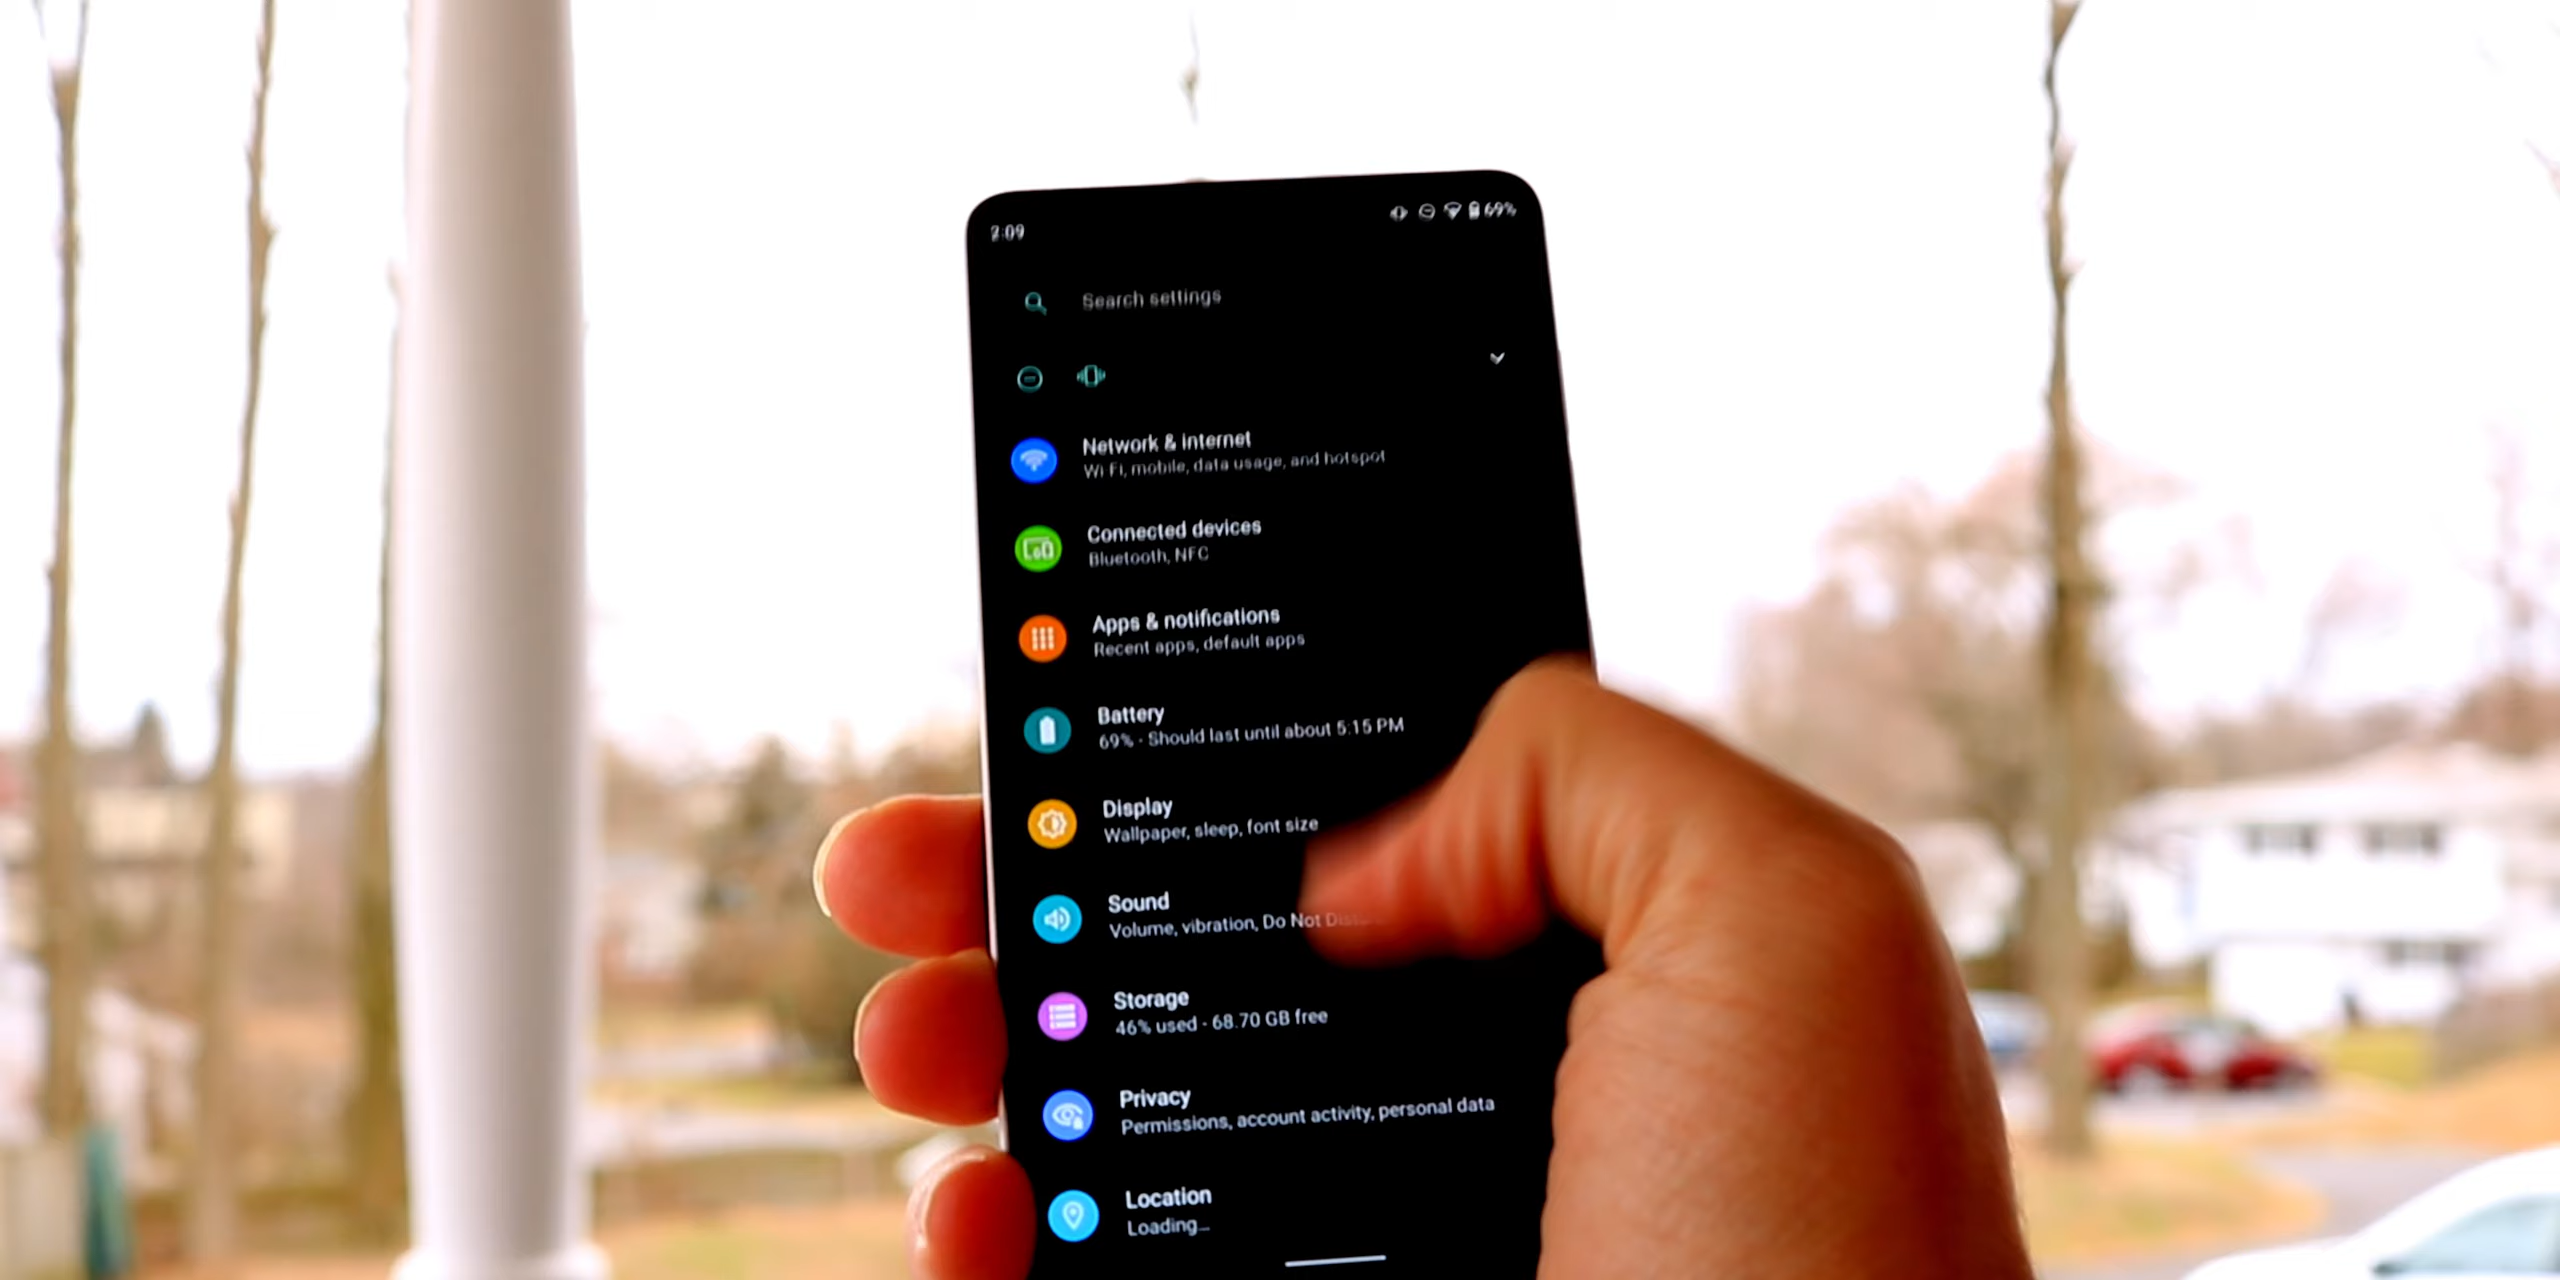 2:09
69%
Search settings
Network & internet
Wi Fi, mobile, data usage, and hotspot
Connected devices
Bluetooth, NFC
Apps & notifications
Recent apps, default apps
Battery
69% - Should last until about 5:15 PM
Display
Wallpaper, sleep, font size
Sound
Volume, vibration, Do Not
Storage
46% used - 68.70 GB free
Privacy
Permissions, account activity, personal data
Location
Loading...